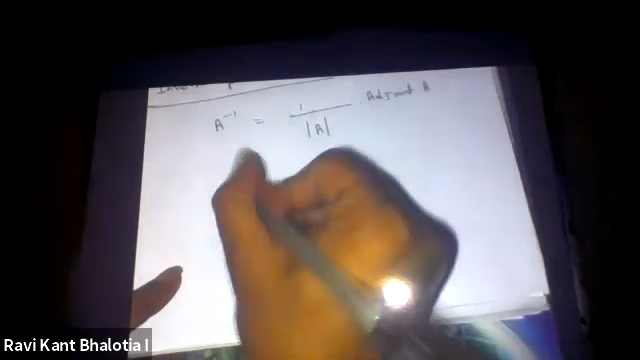 A⁻¹ = 1/|A| . Adjoint A
Ravi Kant Bhalotia I